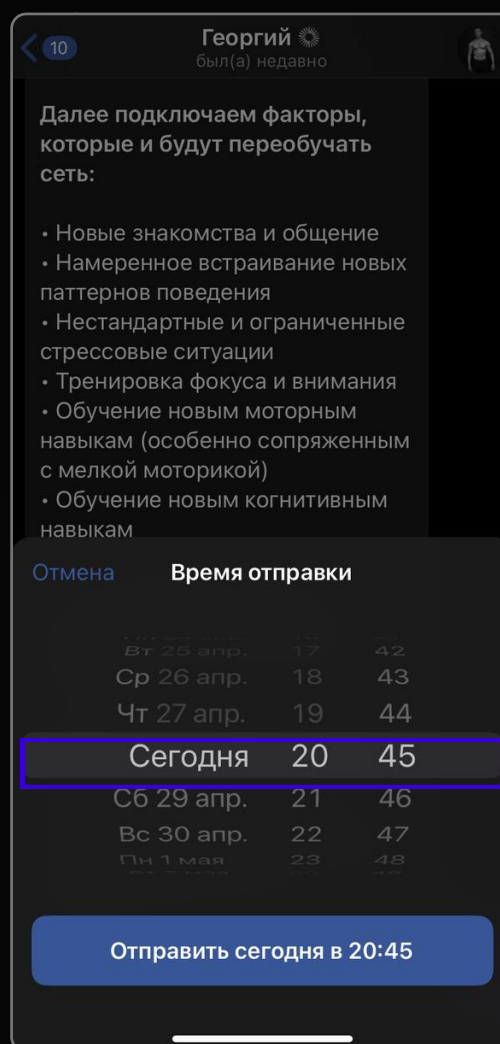 10
Георгий
был(а) недавно
Далее подключаем факторы,
которые и будут переобучать
сеть:
• Новые знакомства и общение
• Намеренное встраивание новых
паттернов поведения
• Нестандартные и ограниченные
стрессовые ситуации
• Тренировка фокуса и внимания
• Обучение новым моторным
навыкам (особенно сопряженным
с мелкой моторикой)
• Обучение новым когнитивным
навыкам
Отмена Время отправки
Вт 25 апр. 17 42
Ср 26 апр. 18 43
Чт 27 апр. 19 44
Сегодня 20 45
Сб 29 апр. 21 46
Вс 30 апр. 22 47
Пн 1 мая 23 48
Отправить сегодня в 20:45